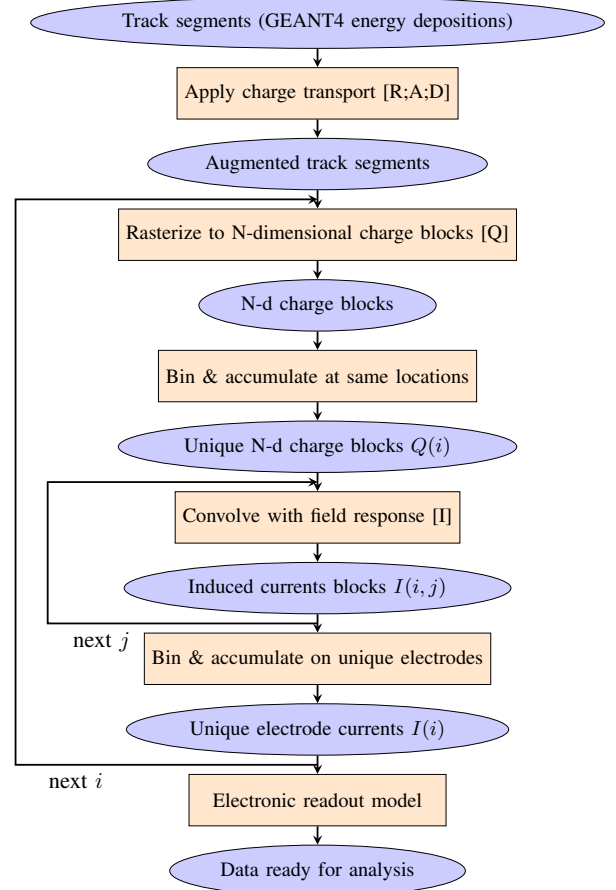 Track segments (GEANT4 energy depositions)
Apply charge transport [R;A;D]
Augmented track segments
Rasterize to N-dimensional charge blocks [Q]
N-d charge blocks
Bin & accumulate at same locations
Unique N-d charge blocks Q(i)
Convolve with field response [I]
Induced currents blocks I(i, j)
next j
Bin & accumulate on unique electrodes
Unique electrode currents I(i)
next i
Electronic readout model
Data ready for analysis